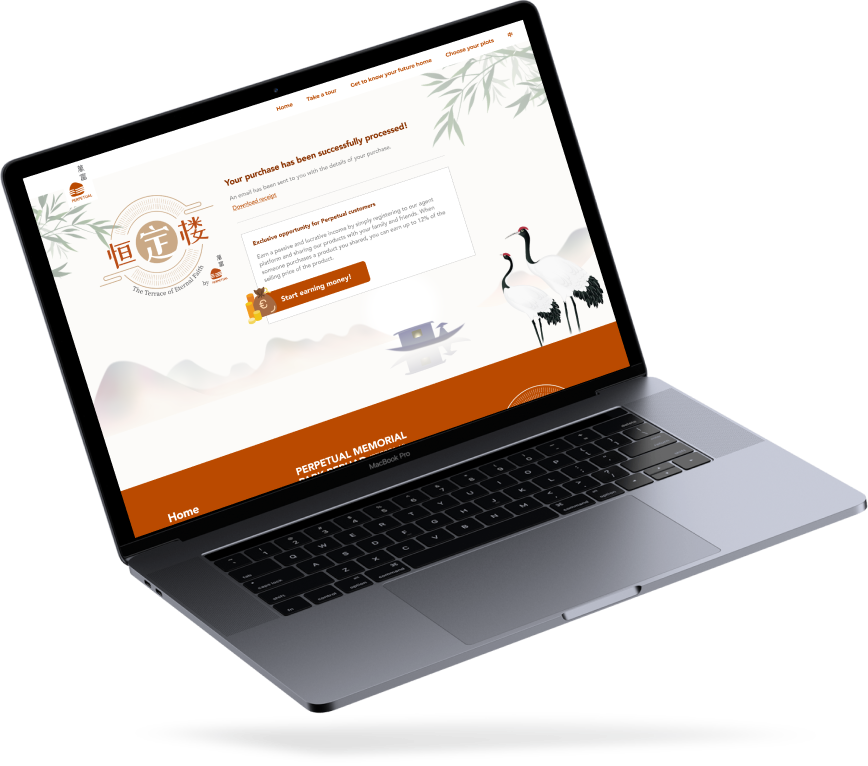 Home
Take a tour
Get to know your future home
Choose your plots
中
PERPETUAL
恒定楼
The Terrace of Eternal Faith
by
Your purchase has been successfully processed!
An email has been sent to you with the details of your purchase.
Download receipt
Exclusive opportunity for Perpetual customers
Earn a passive and lucrative income by simply registering to our agent
platform and sharing our products with your family and friends. When
someone purchases a product you shared, you can earn up to 12% of the
selling price of the product.
Start earning money!
PERPETUAL MEMORIAL
Home
MacBook Pro